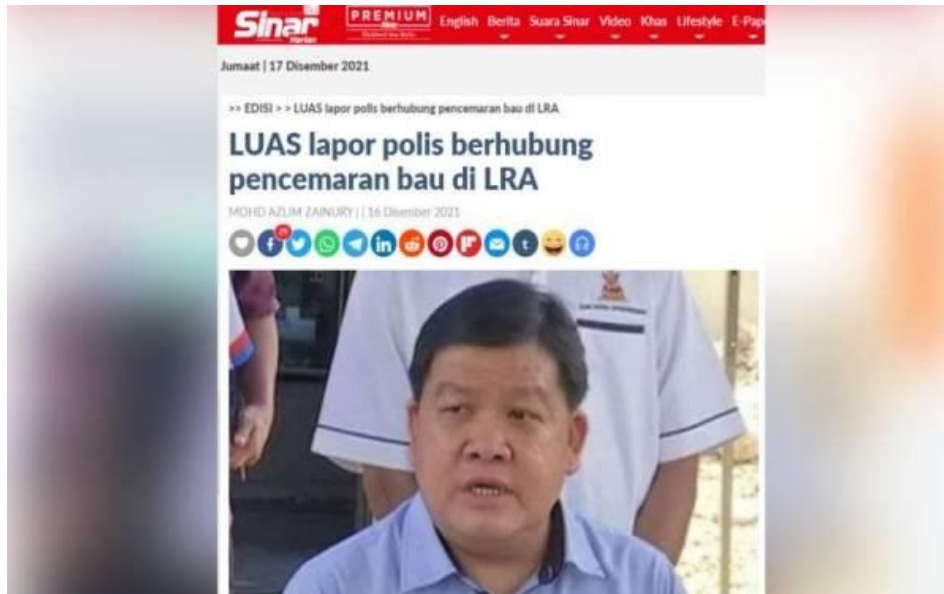 Sinar
Harian
PREMIUM
English Berita Suara Sinar Video Khas Lifestyle E-Pap
Jumaat | 17 Disember 2021
>> EDISI > > LUAS lapor polis berhubung pencemaran bau di LRA
LUAS lapor polis berhubung
pencemaran bau di LRA
MOHD AZLIM ZAINURY | | 16 Disember 2021